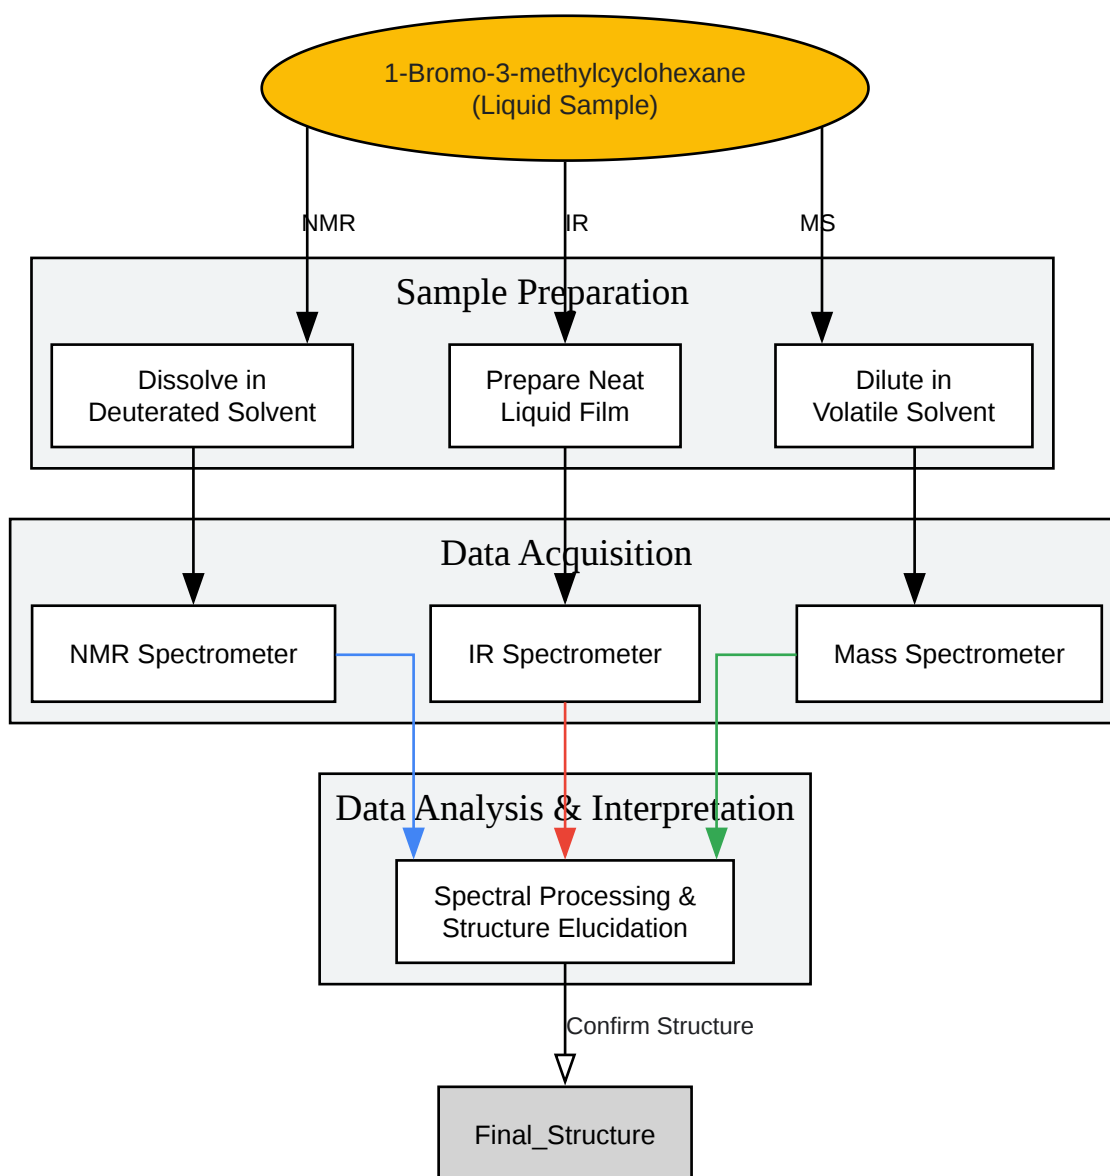 1-Bromo-3-methylcyclohexane
(Liquid Sample)
NMR
IR
MS
Sample Preparation
Dissolve in
Deuterated Solvent
Prepare Neat
Liquid Film
Dilute in
Volatile Solvent
Data Acquisition
NMR Spectrometer
IR Spectrometer
Mass Spectrometer
Data Analysis & Interpretation
Spectral Processing &
Structure Elucidation
Confirm Structure
Final_Structure